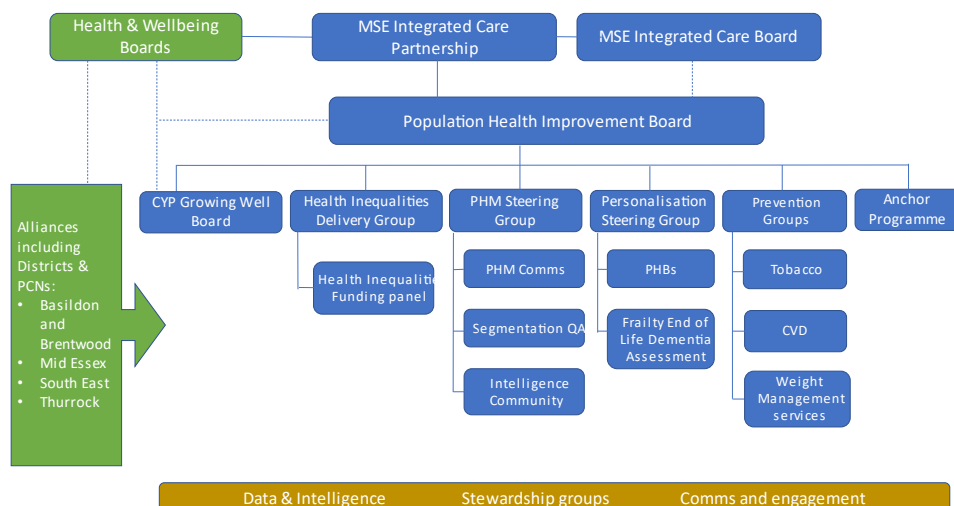 Health & Wellbeing
Boards
MSE Integrated Care
Partnership
MSE Integrated Care Board
Population Health Improvement Board
Alliances
including
Districts &
PCNs:
• Basildon
and
Brentwood
• Mid Essex
• South East
• Thurrock
CYP Growing Well
Board
Health Inequalities
Delivery Group
PHM Steering
Group
Personalisation
Steering Group
Prevention
Groups
Anchor
Programme
Health Inequalitie
Funding panel
PHM Comms
Segmentation QA
Intelligence
Community
PHBs
Frailty End of
Life Dementia
Assessment
Tobacco
CVD
Weight
Management
services
Data & Intelligence
Stewardship groups
Comms and engagement